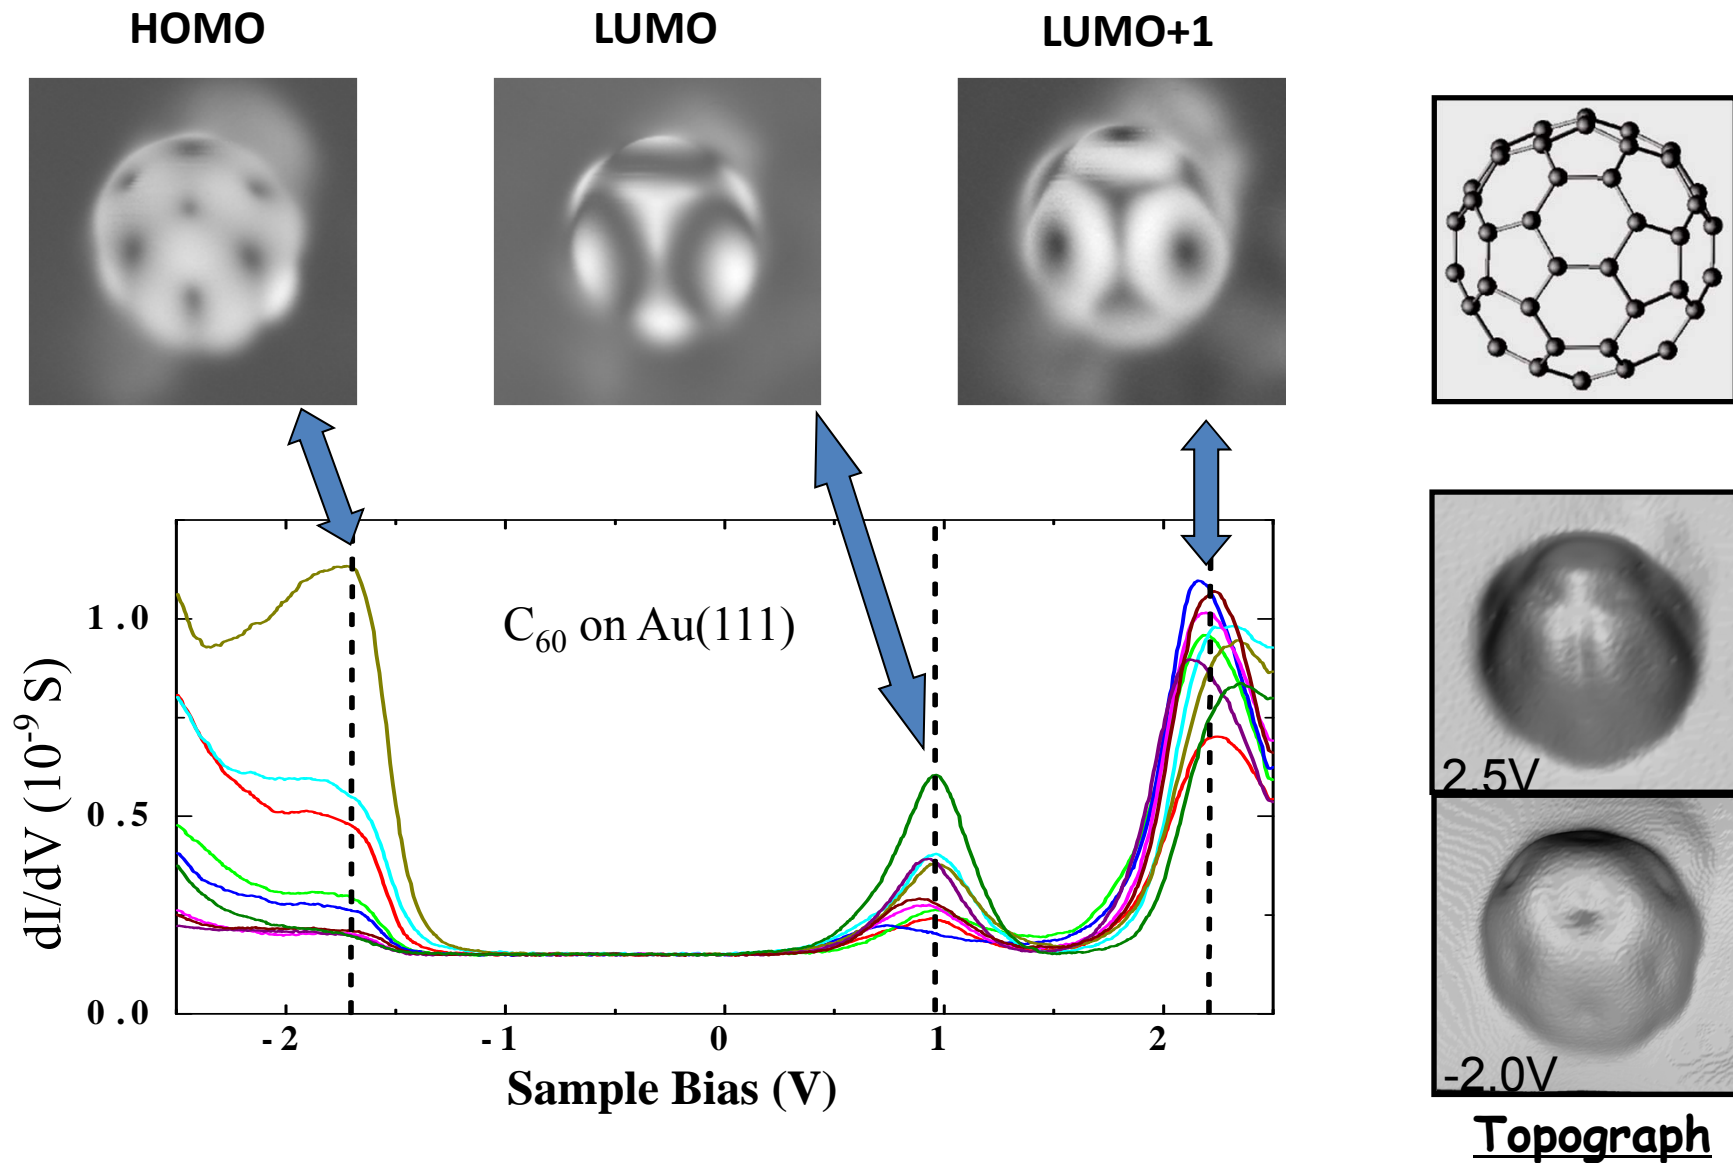 HOMO
LUMO
LUMO+1
C60 on Au(111)
dI/dV (10-9 S)
1.0
0.5
0.0
-2
-1
0
1
2
Sample Bias (V)
2.5V
-2.0V
Topograph